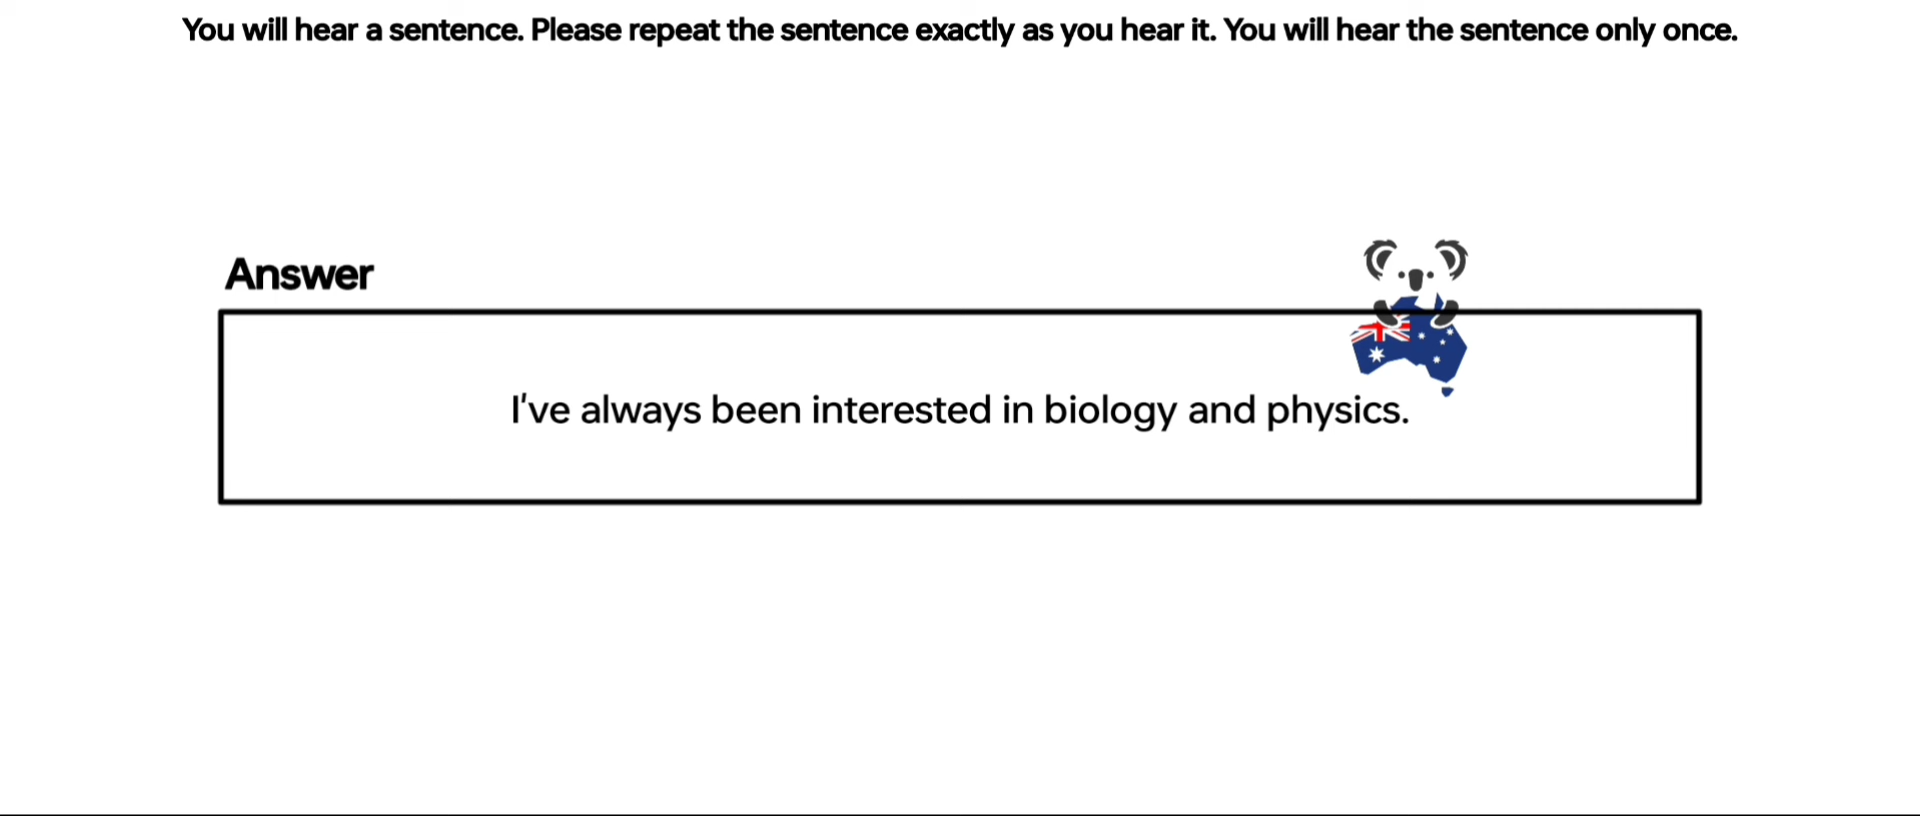 You will hear a sentence. Please repeat the sentence exactly as you hear it. You will hear the sentence only once.
Answer
I've always been interested in biology and physics.